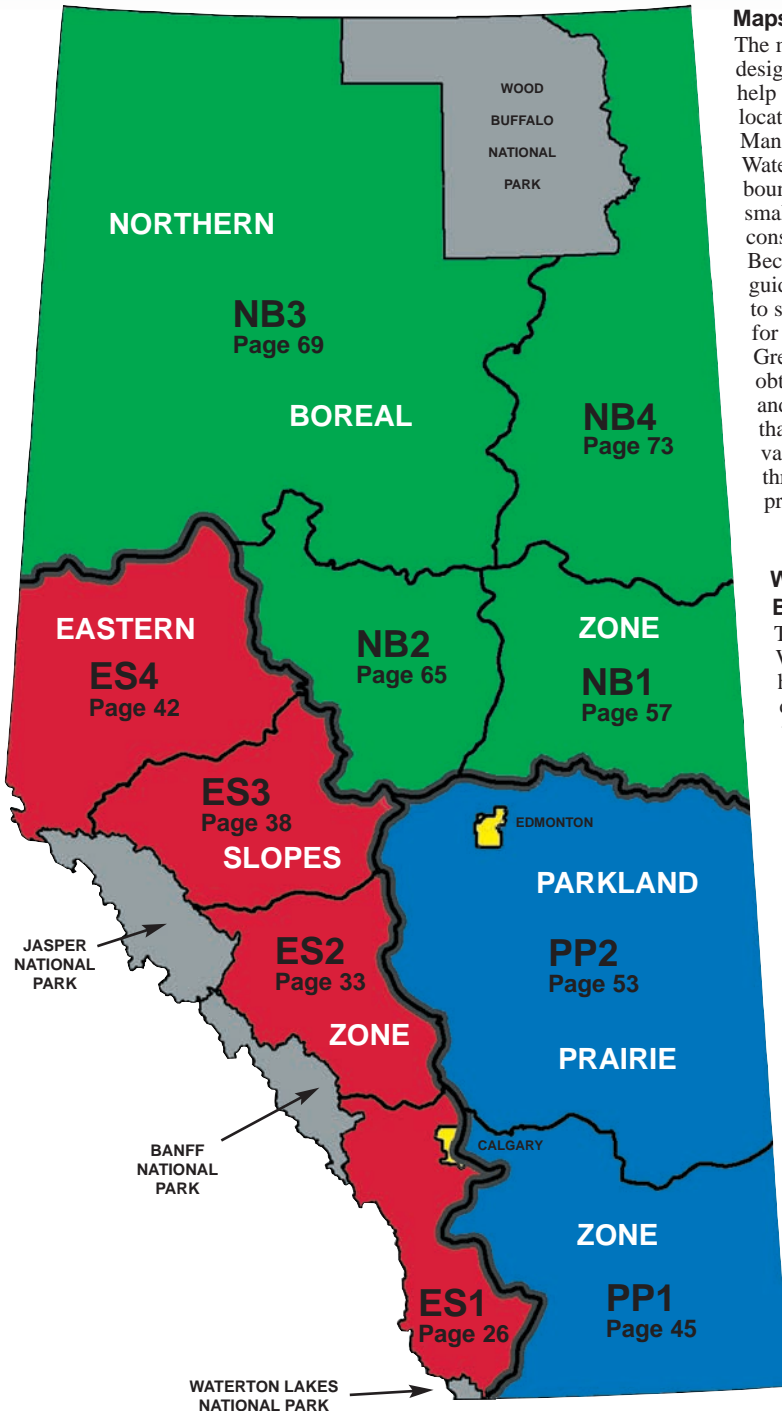 WOOD
BUFFALO
NATIONAL
PARK
NORTHERN
NB3
Page 69
BOREAL
NB4
Page 73
EASTERN
ES4
Page 42
NB2
Page 65
ZONE
NB1
Page 57
ES3
Page 38
SLOPES
EDMONTON
PARKLAND
JASPER
NATIONAL
PARK
ES2
Page 33
PP2
Page 53
ZONE
PRAIRIE
BANFF
NATIONAL
PARK
CALGARY
ZONE
ES1
Page 26
PP1
Page 45
WATERTON LAKES
NATIONAL PARK
Maps
The
desig
help
locat
Man
Wate
boun
smal
cons
Bec
guid
to s
for
Gre
obt
and
tha
va
thr
pr
W
B
T